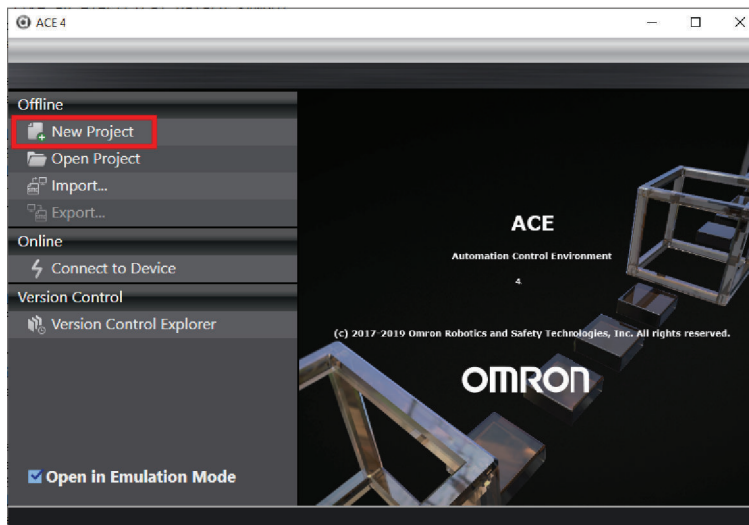 ACE 4
Offline
New Project
Open Project
Import...
Export...
Online
Connect to Device
Version Control
Version Control Explorer
Open in Emulation Mode
ACE
Automation Control Environment
4
(c) 2017-2019 Omron Robotics and Safety Technologies, Inc. All rights reserved.
OMRON